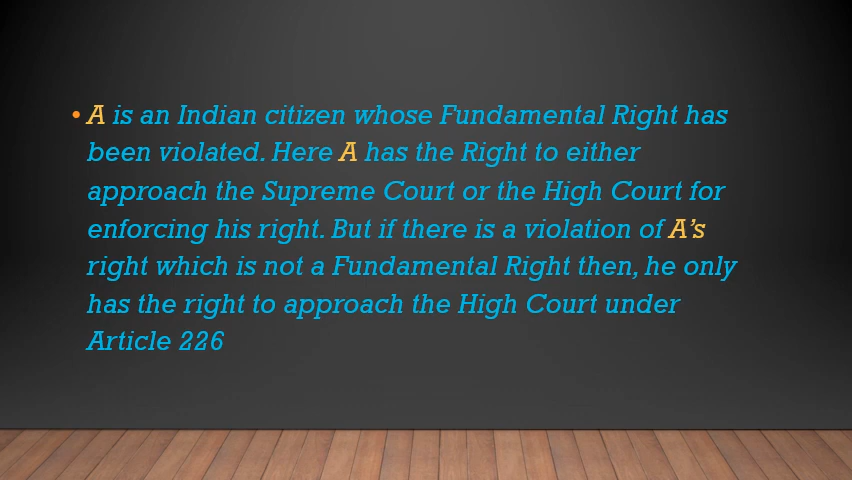 • A is an Indian citizen whose Fundamental Right has
been violated. Here A has the Right to either
approach the Supreme Court or the High Court for
enforcing his right. But if there is a violation of A’s
right which is not a Fundamental Right then, he only
has the right to approach the High Court under
Article 226